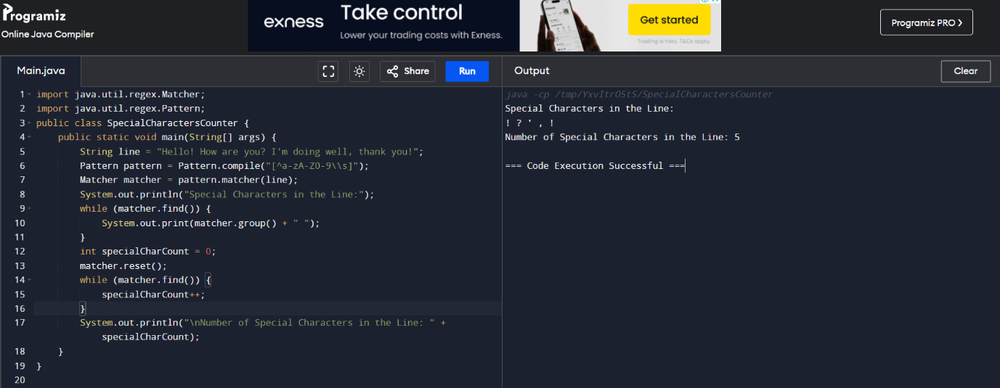 Programiz
Online Java Compiler
exness
Take control
Lower your trading costs with Exness.
Get started
Trading is risky. T&Cs apply.
Programiz PRO ❯
Main.java
Share
Run
Output
Clear
1 import java.util.regex.Matcher;
2 import java.util.regex.Pattern;
3 public class SpecialCharactersCounter {
4     public static void main(String[] args) {
5         String line = "Hello! How are you? I'm doing well, thank you!";
6         Pattern pattern = Pattern.compile("[^a-zA-Z0-9\\s]");
7         Matcher matcher = pattern.matcher(line);
8         System.out.println("Special Characters in the Line:");
9         while (matcher.find()) {
10             System.out.print(matcher.group() + " ");
11         }
12         int specialCharCount = 0;
13         matcher.reset();
14         while (matcher.find()) {
15             specialCharCount++;
16         }
17         System.out.println("\nNumber of Special Characters in the Line: " +
            specialCharCount);
18     }
19 }
20
java -cp /tmp/YxvItrO5tS/SpecialCharactersCounter
Special Characters in the Line:
! ? ' , !
Number of Special Characters in the Line: 5
=== Code Execution Successful ===